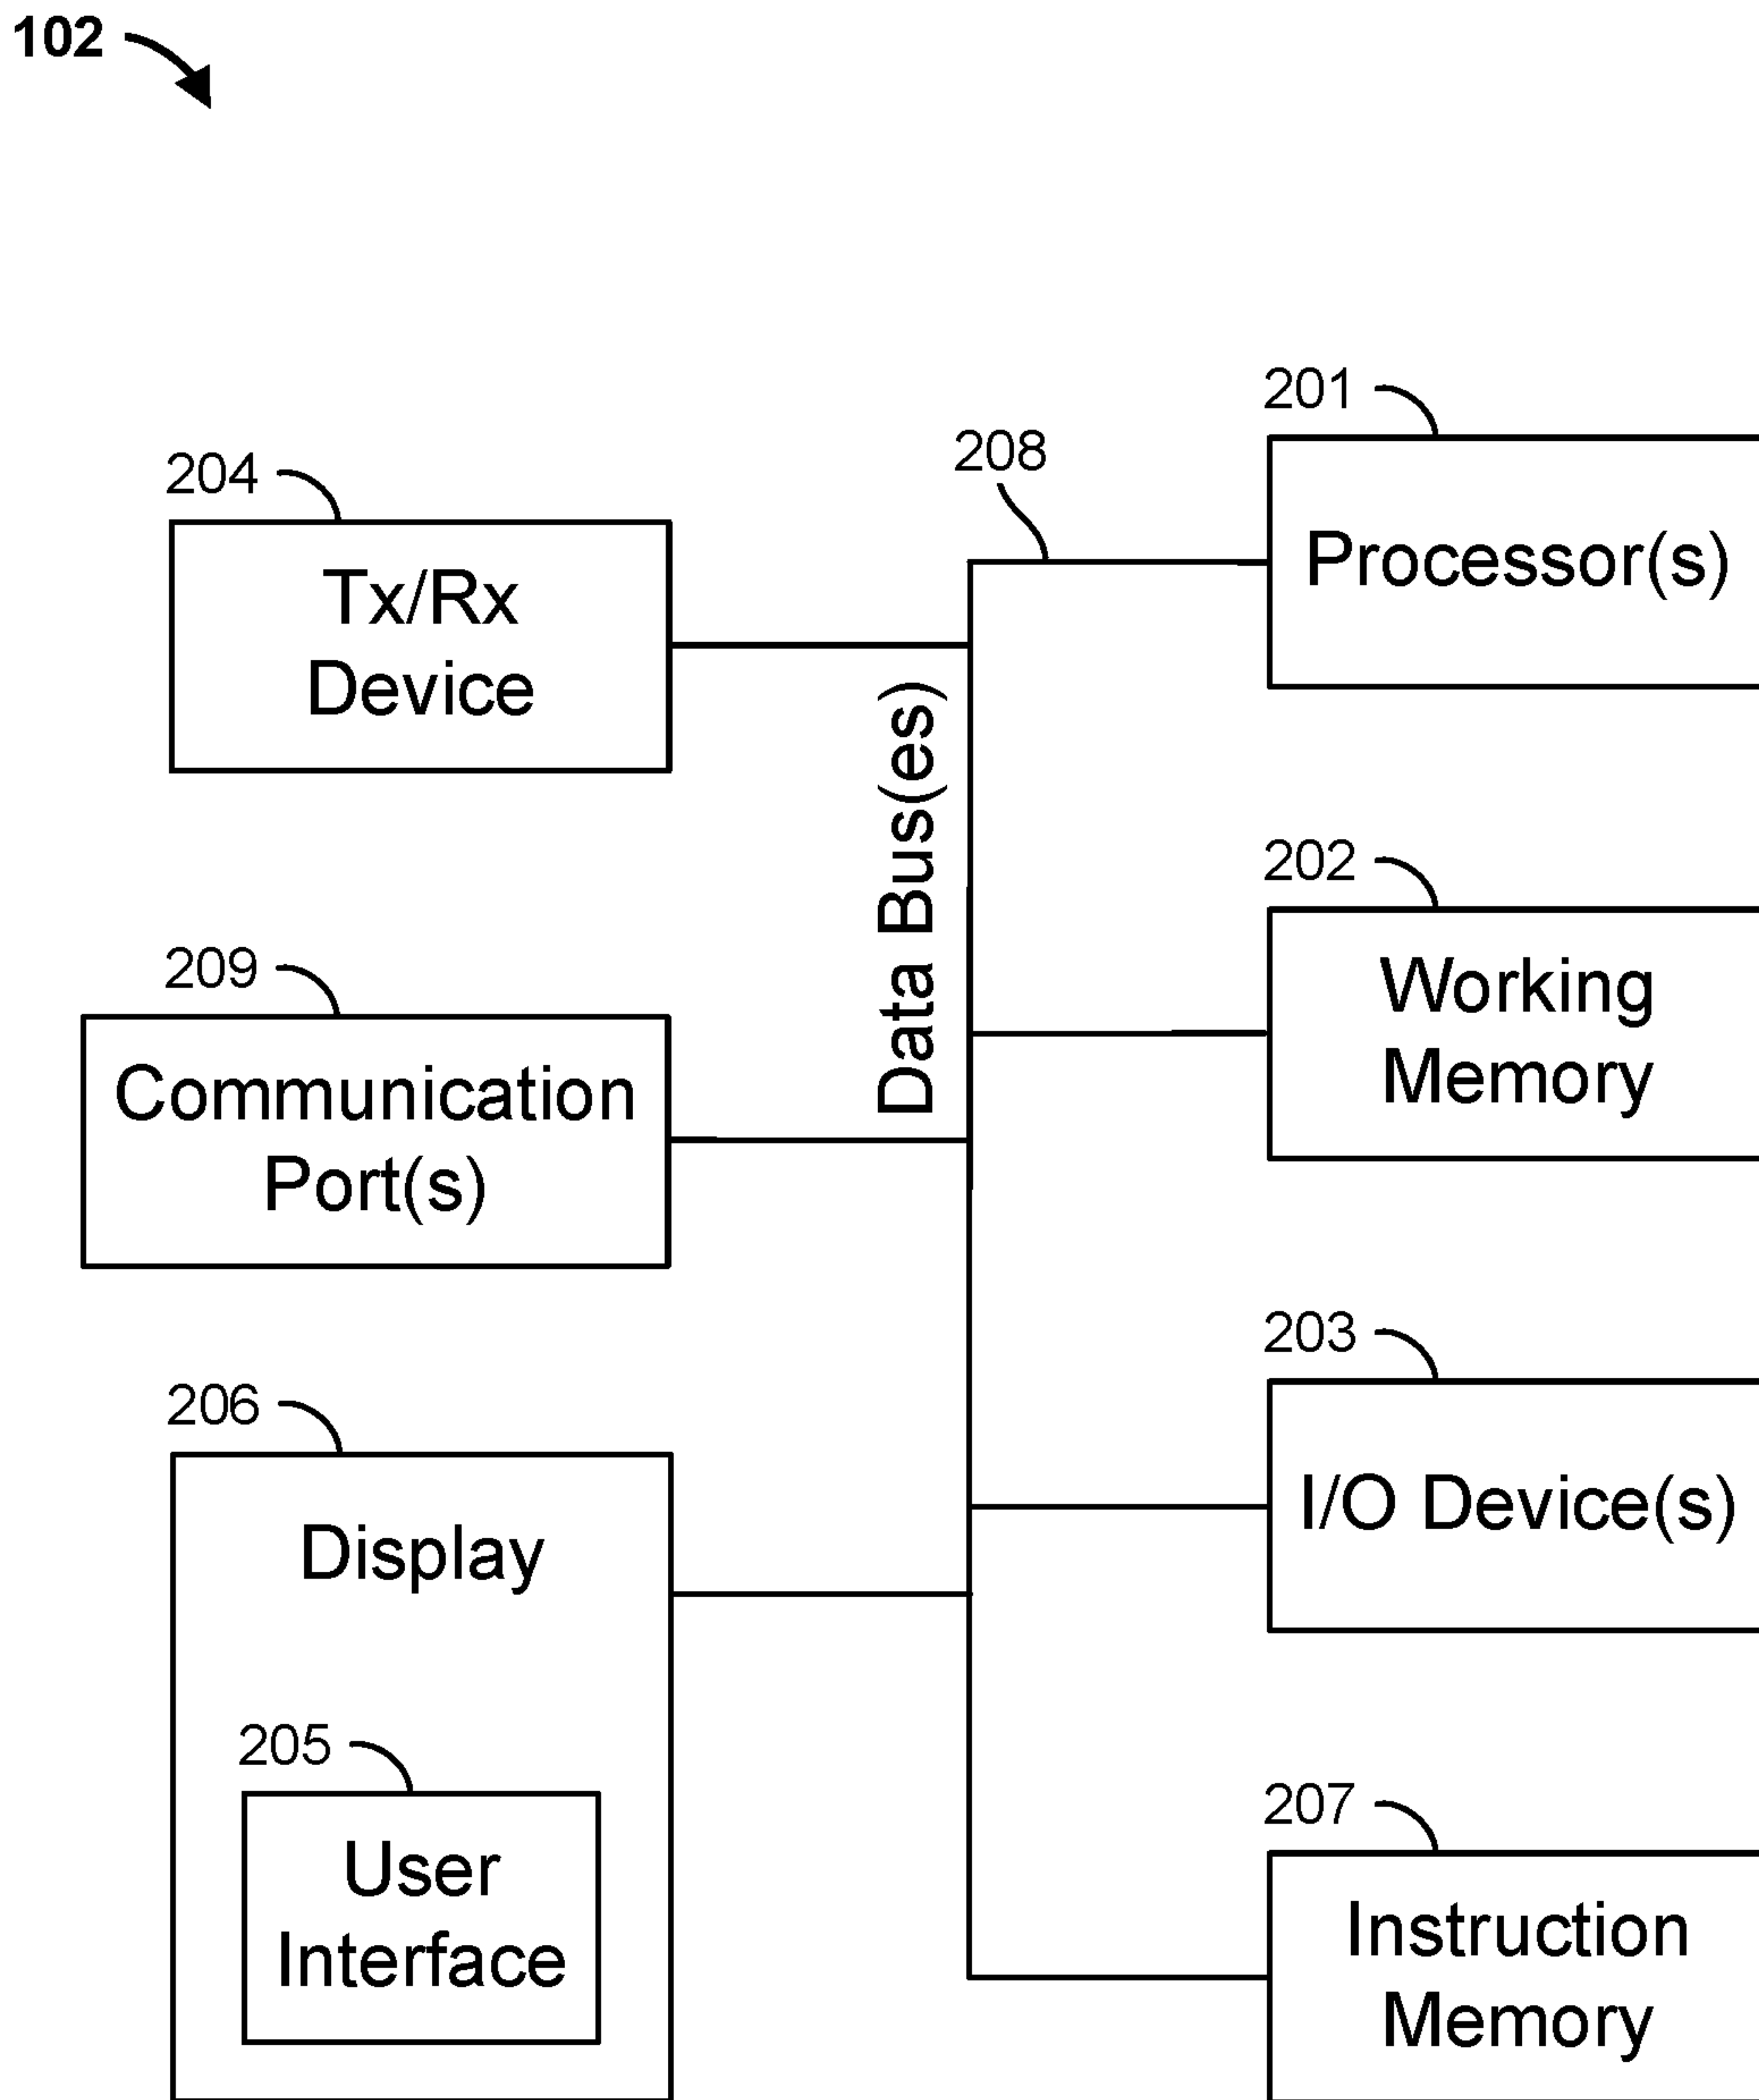 102
201
208
204
Processor(s)
Tx/Rx
Device
Data Bus(es)
202
209
Working
Memory
Communication
Port(s)
203
206
I/O Device(s)
Display
205
207
User
Interface
Instruction
Memory